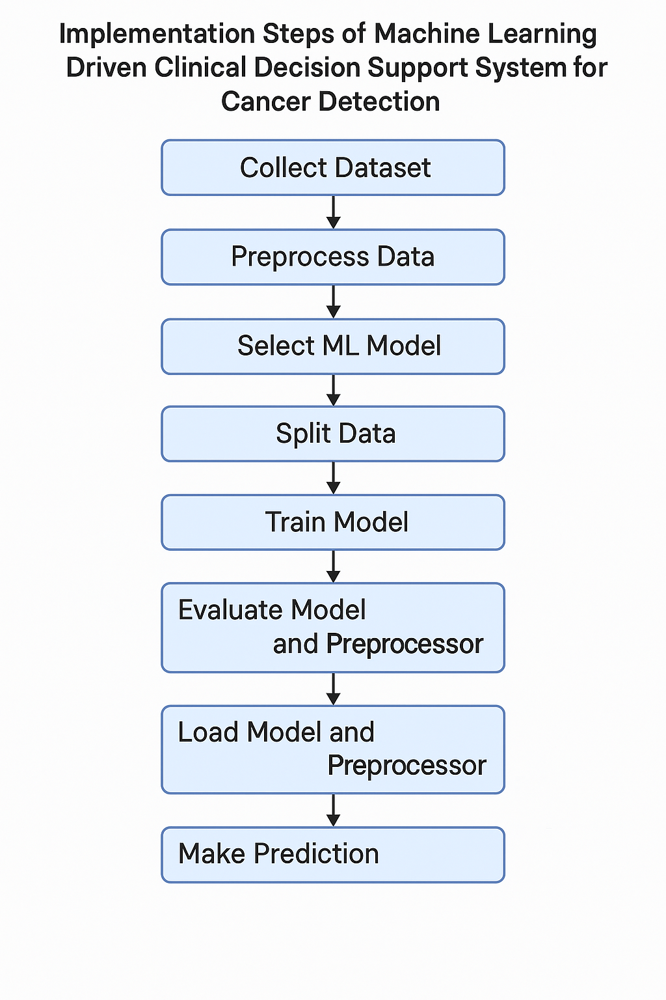 Implementation Steps of Machine Learning
Driven Clinical Decision Support System for
Cancer Detection
Collect Dataset
Preprocess Data
Select ML Model
Split Data
Train Model
Evaluate Model
and Preprocessor
Load Model and
Preprocessor
Make Prediction